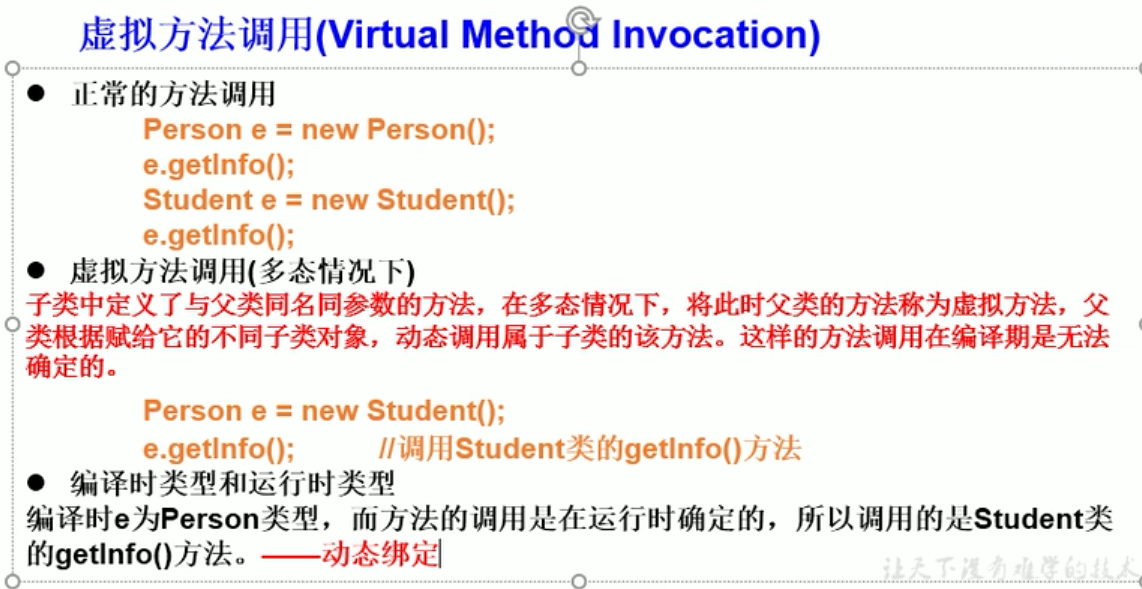 虚拟方法调用(Virtual Method Invocation)
● 正常的方法调用
Person e = new Person();
e.getInfo();
Student e = new Student();
e.getInfo();
● 虚拟方法调用(多态情况下)
子类中定义了与父类同名同参数的方法，在多态情况下，将此时父类的方法称为虚拟方法，父
类根据赋给它的不同子类对象，动态调用属于子类的该方法。这样的方法调用在编译期是无法
确定的。
Person e = new Student();
e.getInfo(); //调用Student类的getInfo()方法
● 编译时类型和运行时类型
编译时e为Person类型，而方法的调用是在运行时确定的，所以调用的是Student类
的getInfo()方法。——动态绑定
让天下没有难学的技术